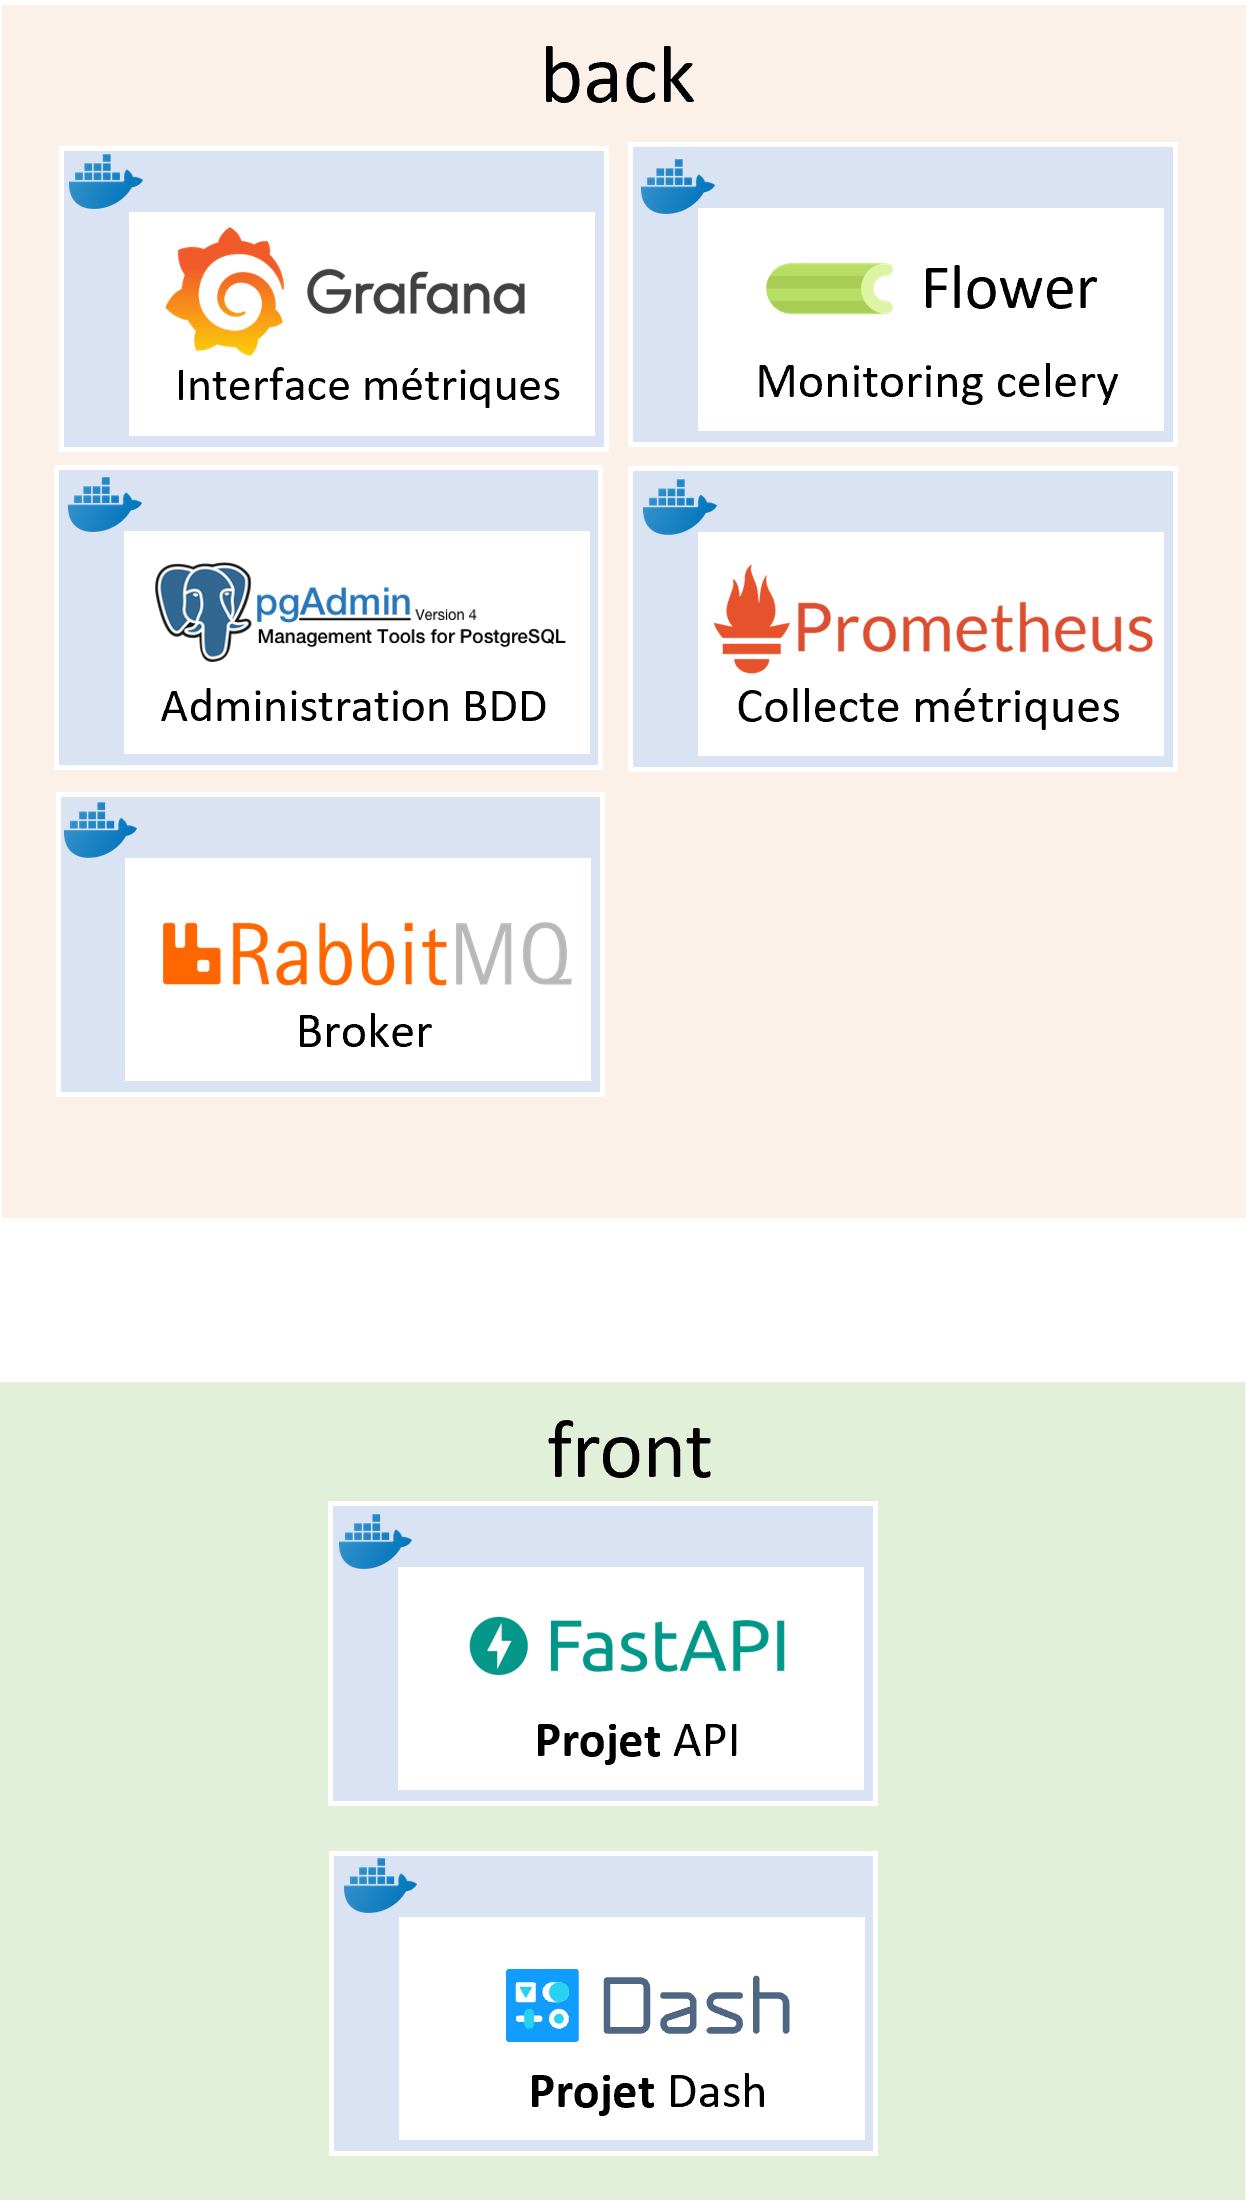 back
Grafana
Interface métriques
Flower
Monitoring celery
pgAdmin Version 4
Management Tools for PostgreSQL
Administration BDD
Prometheus
Collecte métriques
RabbitMQ
Broker
front
FastAPI
Projet API
Dash
Projet Dash